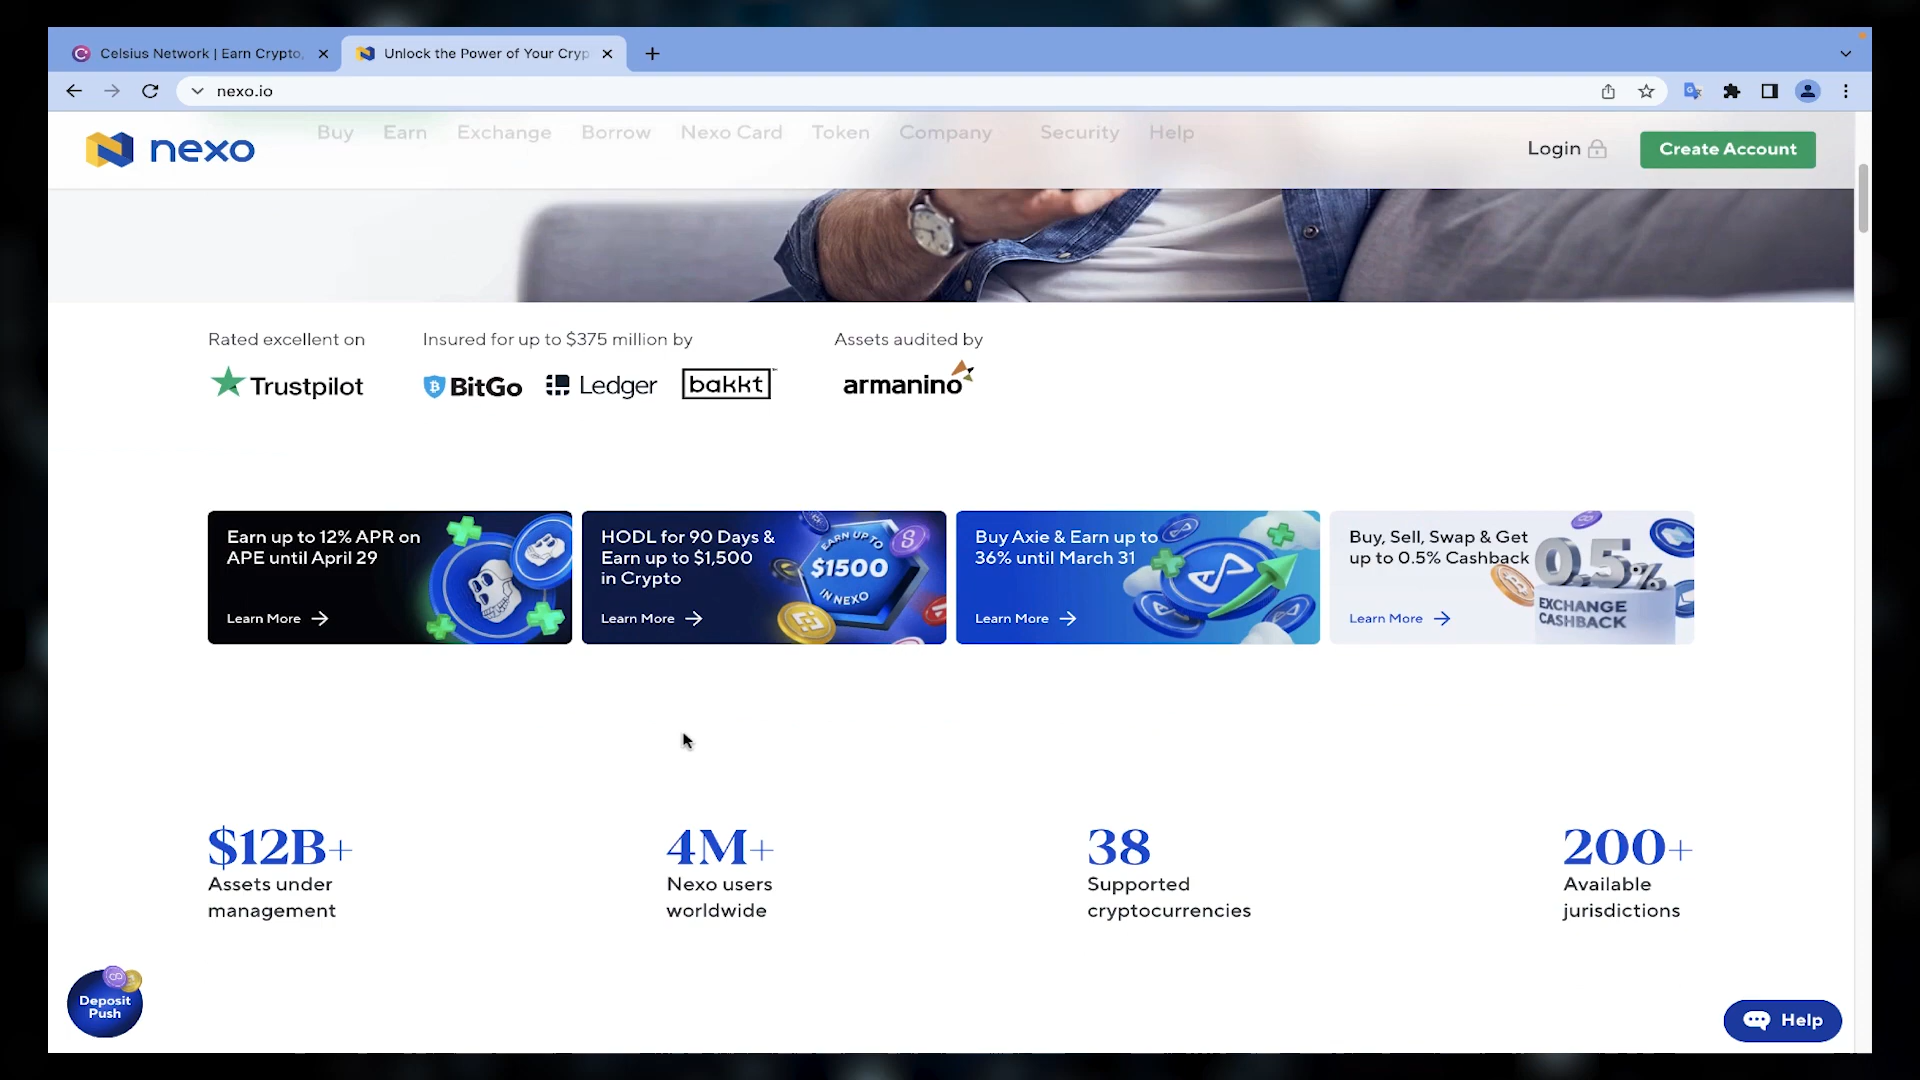 Celsius Network | Earn Crypto,
Unlock the Power of Your Cryp
nexo.io
nexo
Buy Earn Exchange Borrow Nexo Card Token Company Security Help
Login
Create Account
Rated excellent on
Trustpilot
Insured for up to $375 million by
BitGo Ledger bakkt
Assets audited by
armanino
Earn up to 12% APR on
APE until April 29
Learn More
HODL for 90 Days &
Earn up to $1,500
in Crypto
Learn More
EARN UP TO
$1500
IN NEXO
Buy Axie & Earn up to
36% until March 31
Learn More
Buy, Sell, Swap & Get
up to 0.5% Cashback
Learn More
0.5%
EXCHANGE
CASHBACK
$12B+
Assets under
management
4M+
Nexo users
worldwide
38
Supported
cryptocurrencies
200+
Available
jurisdictions
Deposit
Push
Help